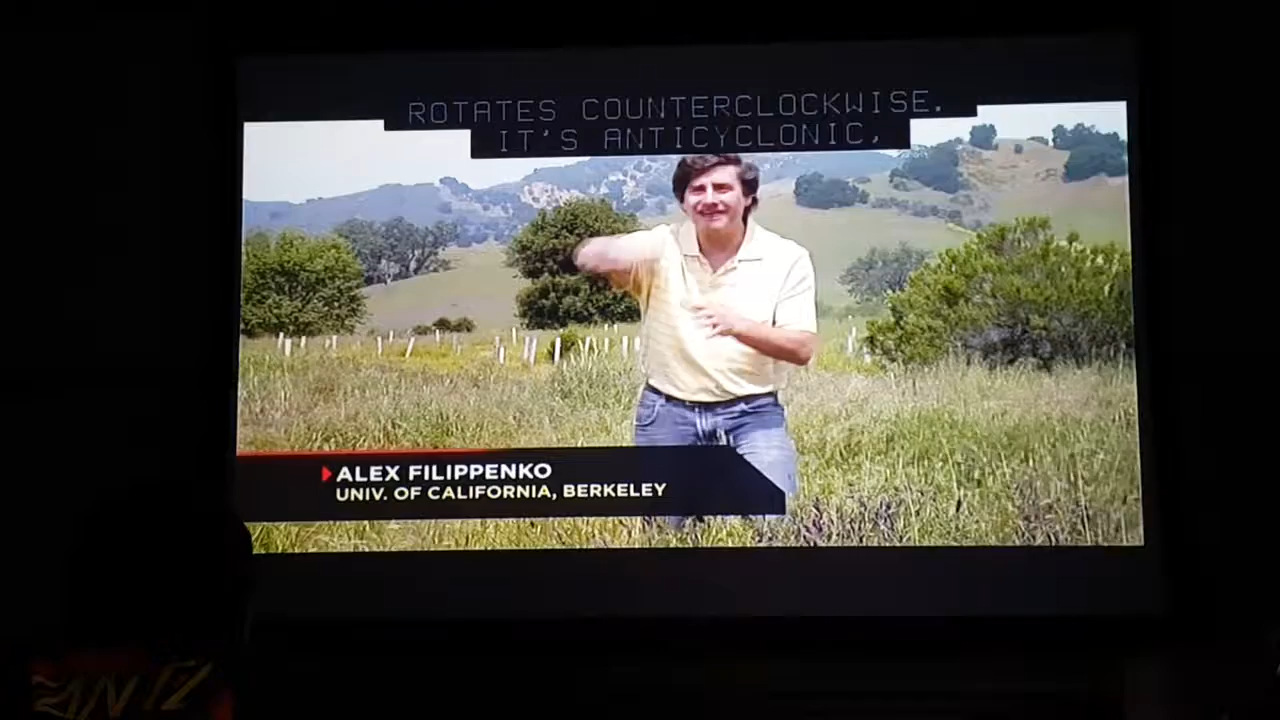 ROTATES COUNTERCLOCKWISE.
IT'S ANTICYCLONIC,
ALEX FILIPPENKO
UNIV. OF CALIFORNIA, BERKELEY